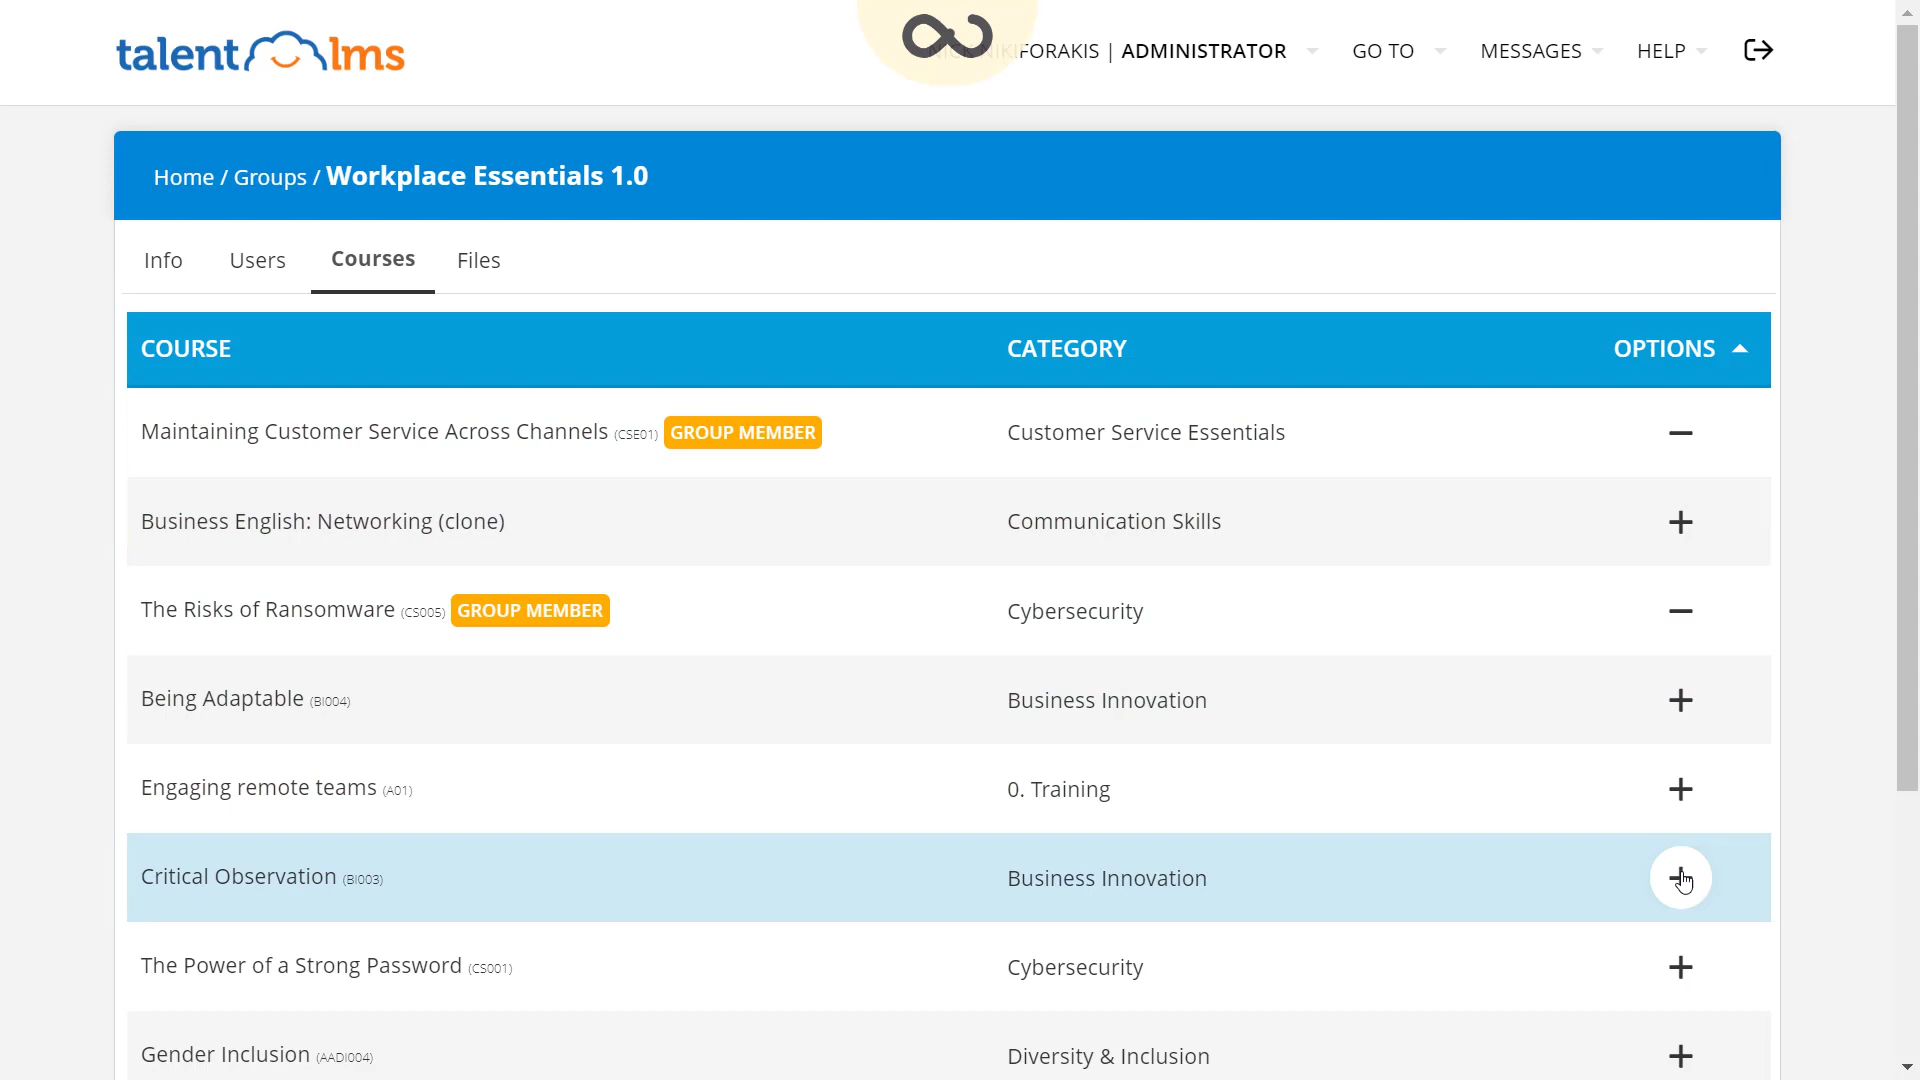 talentlms
NIKIFORAKIS | ADMINISTRATOR
GO TO
MESSAGES
HELP
Home / Groups / Workplace Essentials 1.0
Info
Users
Courses
Files
COURSE
CATEGORY
OPTIONS
Maintaining Customer Service Across Channels (CSE01) GROUP MEMBER
Customer Service Essentials
Business English: Networking (clone)
Communication Skills
The Risks of Ransomware (CS005) GROUP MEMBER
Cybersecurity
Being Adaptable (BI004)
Business Innovation
Engaging remote teams (A01)
0. Training
Critical Observation (BI003)
Business Innovation
The Power of a Strong Password (CS001)
Cybersecurity
Gender Inclusion (AADI004)
Diversity & Inclusion